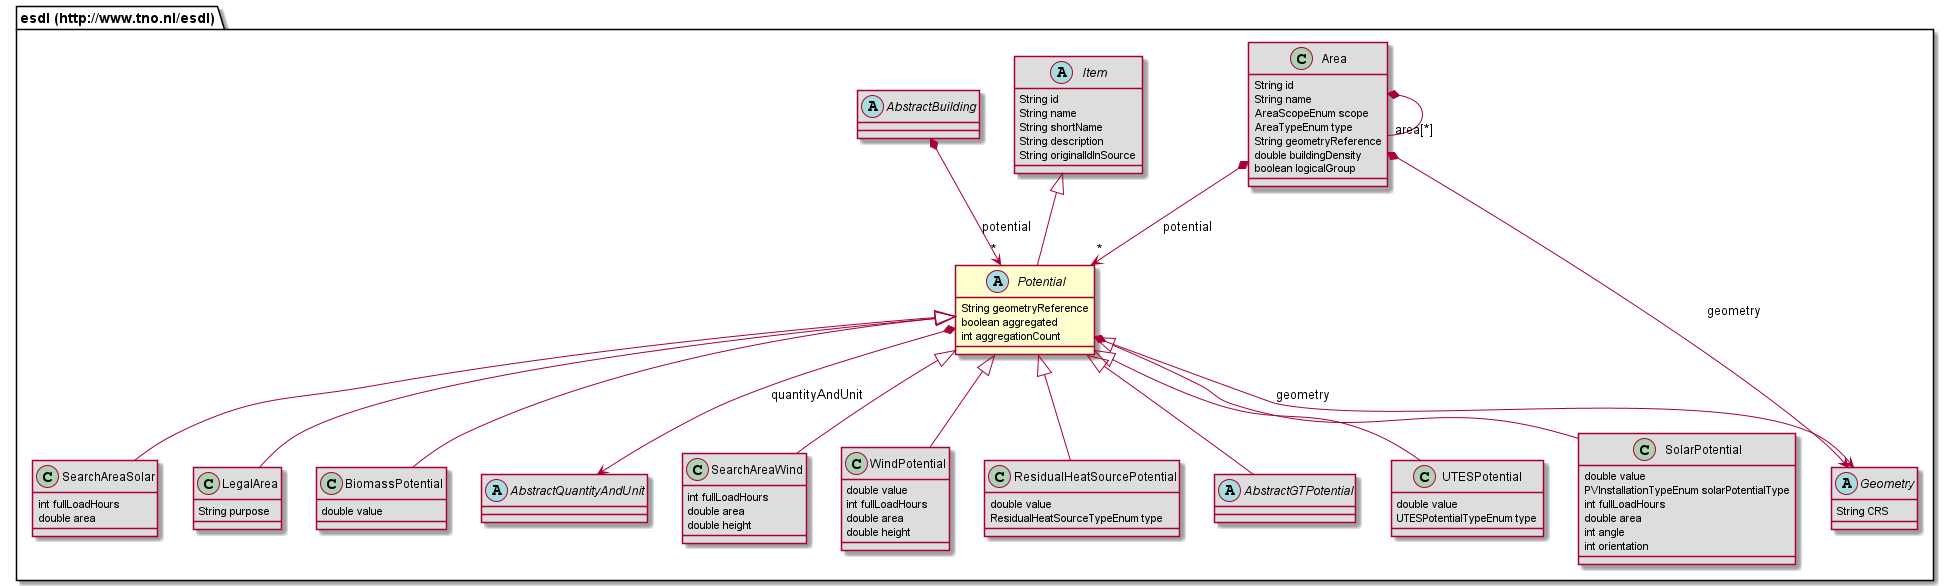 esdl (http://www.tno.nl/esdl)
C Area
String id
String name
AreaScopeEnum scope
AreaTypeEnum type
String geometryReference
double buildingDensity
boolean logicalGroup
area[*]
A Item
String id
String name
String shortName
String description
String originalIdInSource
A AbstractBuilding
potential
*
potential
*
geometry
A Potential
String geometryReference
boolean aggregated
int aggregationCount
quantityAndUnit
geometry
C SearchAreaSolar
int fullLoadHours
double area
C LegalArea
String purpose
C BiomassPotential
double value
A AbstractQuantityAndUnit
C SearchAreaWind
int fullLoadHours
double area
double height
C WindPotential
double value
int fullLoadHours
double area
double height
C ResidualHeatSourcePotential
double value
ResidualHeatSourceTypeEnum type
A AbstractGTPotential
C UTESPotential
double value
UTESPotentialTypeEnum type
C SolarPotential
double value
PVInstallationTypeEnum solarPotentialType
int fullLoadHours
double area
int angle
int orientation
A Geometry
String CRS